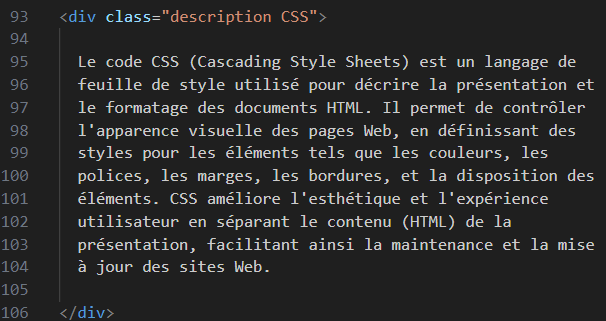 93 <div class="description CSS">
94
95 Le code CSS (Cascading Style Sheets) est un langage de
96 feuille de style utilisé pour décrire la présentation et
97 le formatage des documents HTML. Il permet de contrôler
98 l'apparence visuelle des pages Web, en définissant des
99 styles pour les éléments tels que les couleurs, les
100 polices, les marges, les bordures, et la disposition des
101 éléments. CSS améliore l'esthétique et l'expérience
102 utilisateur en séparant le contenu (HTML) de la
103 présentation, facilitant ainsi la maintenance et la mise
104 à jour des sites Web.
105
106 </div>